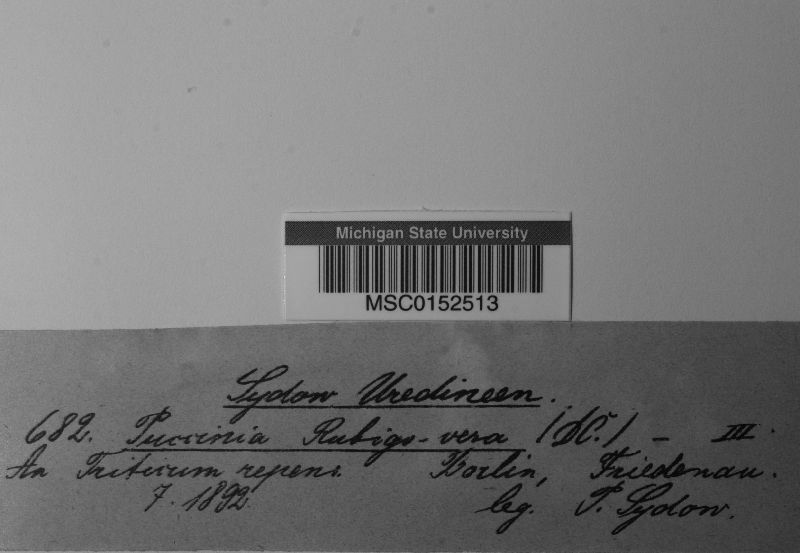 Michigan State University
MSC0152513
Sydow Uredineen.
682. Puccinia Rubigo-vera (DC.) – III.
An Triticum repens. Berlin, Friedenau.
7. 1892 leg. P. Sydow.